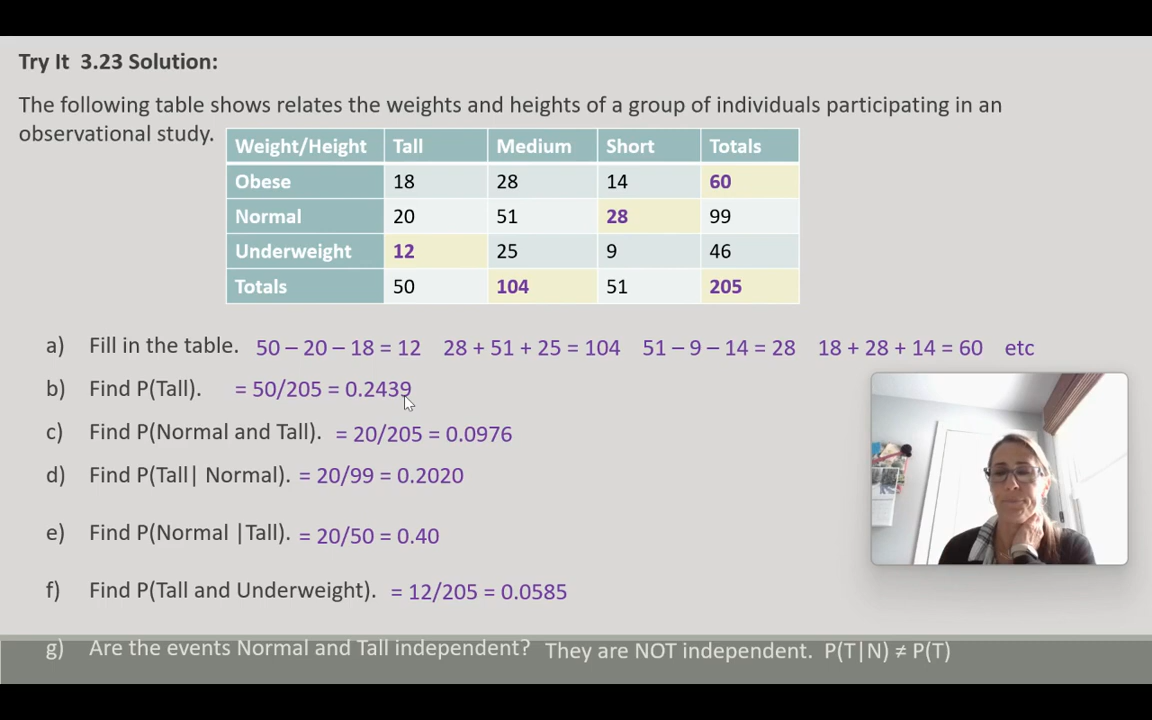 Try It 3.23 Solution:
The following table shows relates the weights and heights of a group of individuals participating in an
observational study.
Weight/Height Tall Medium Short Totals
Obese 18 28 14 60
Normal 20 51 28 99
Underweight 12 25 9 46
Totals 50 104 51 205
a) Fill in the table. 50 – 20 – 18 = 12 28 + 51 + 25 = 104 51 – 9 – 14 = 28 18 + 28 + 14 = 60 etc
b) Find P(Tall). = 50/205 = 0.2439
c) Find P(Normal and Tall). = 20/205 = 0.0976
d) Find P(Tall| Normal). = 20/99 = 0.2020
e) Find P(Normal |Tall). = 20/50 = 0.40
f) Find P(Tall and Underweight). = 12/205 = 0.0585
g) Are the events Normal and Tall independent? They are NOT independent. P(T|N) ≠ P(T)